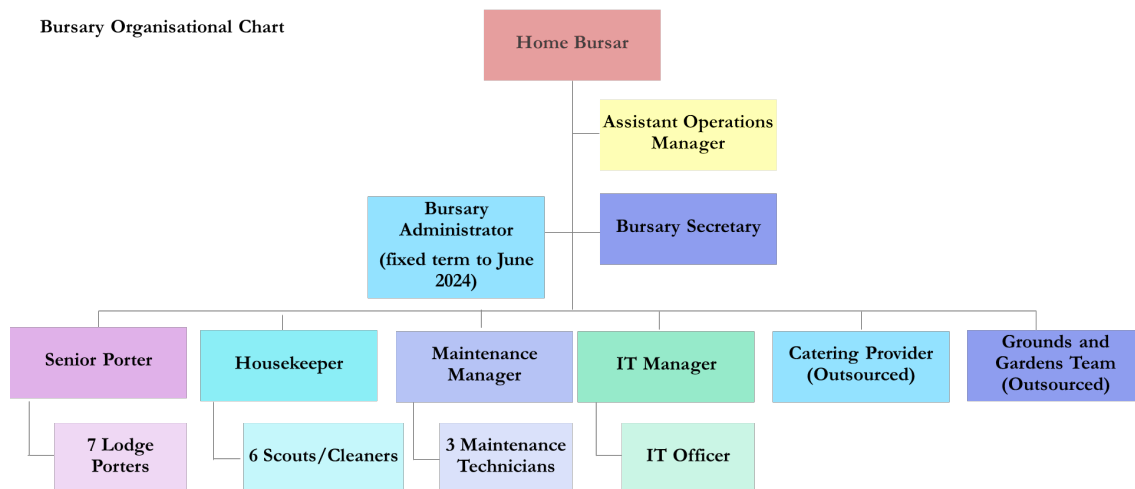 Bursary Organisational Chart
Home Bursar
Assistant Operations
Manager
Bursary
Administrator
(fixed term to June
2024)
Bursary Secretary
Senior Porter
Housekeeper
Maintenance
Manager
IT Manager
Catering Provider
(Outsourced)
Grounds and
Gardens Team
(Outsourced)
7 Lodge
Porters
6 Scouts/Cleaners
3 Maintenance
Technicians
IT Officer